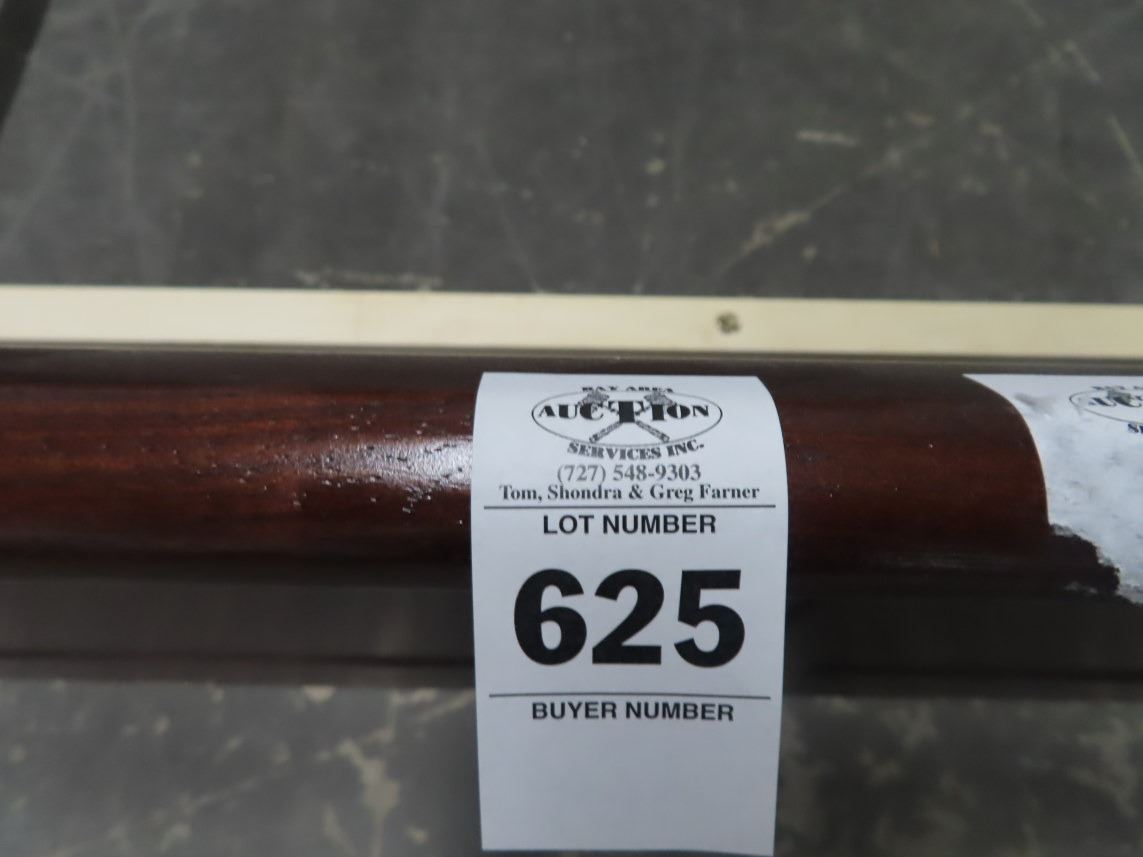 BAY AREA
AUCTION
SERVICES INC.
(727) 548-9303
Tom, Shondra & Greg Farner
LOT NUMBER
625
BUYER NUMBER